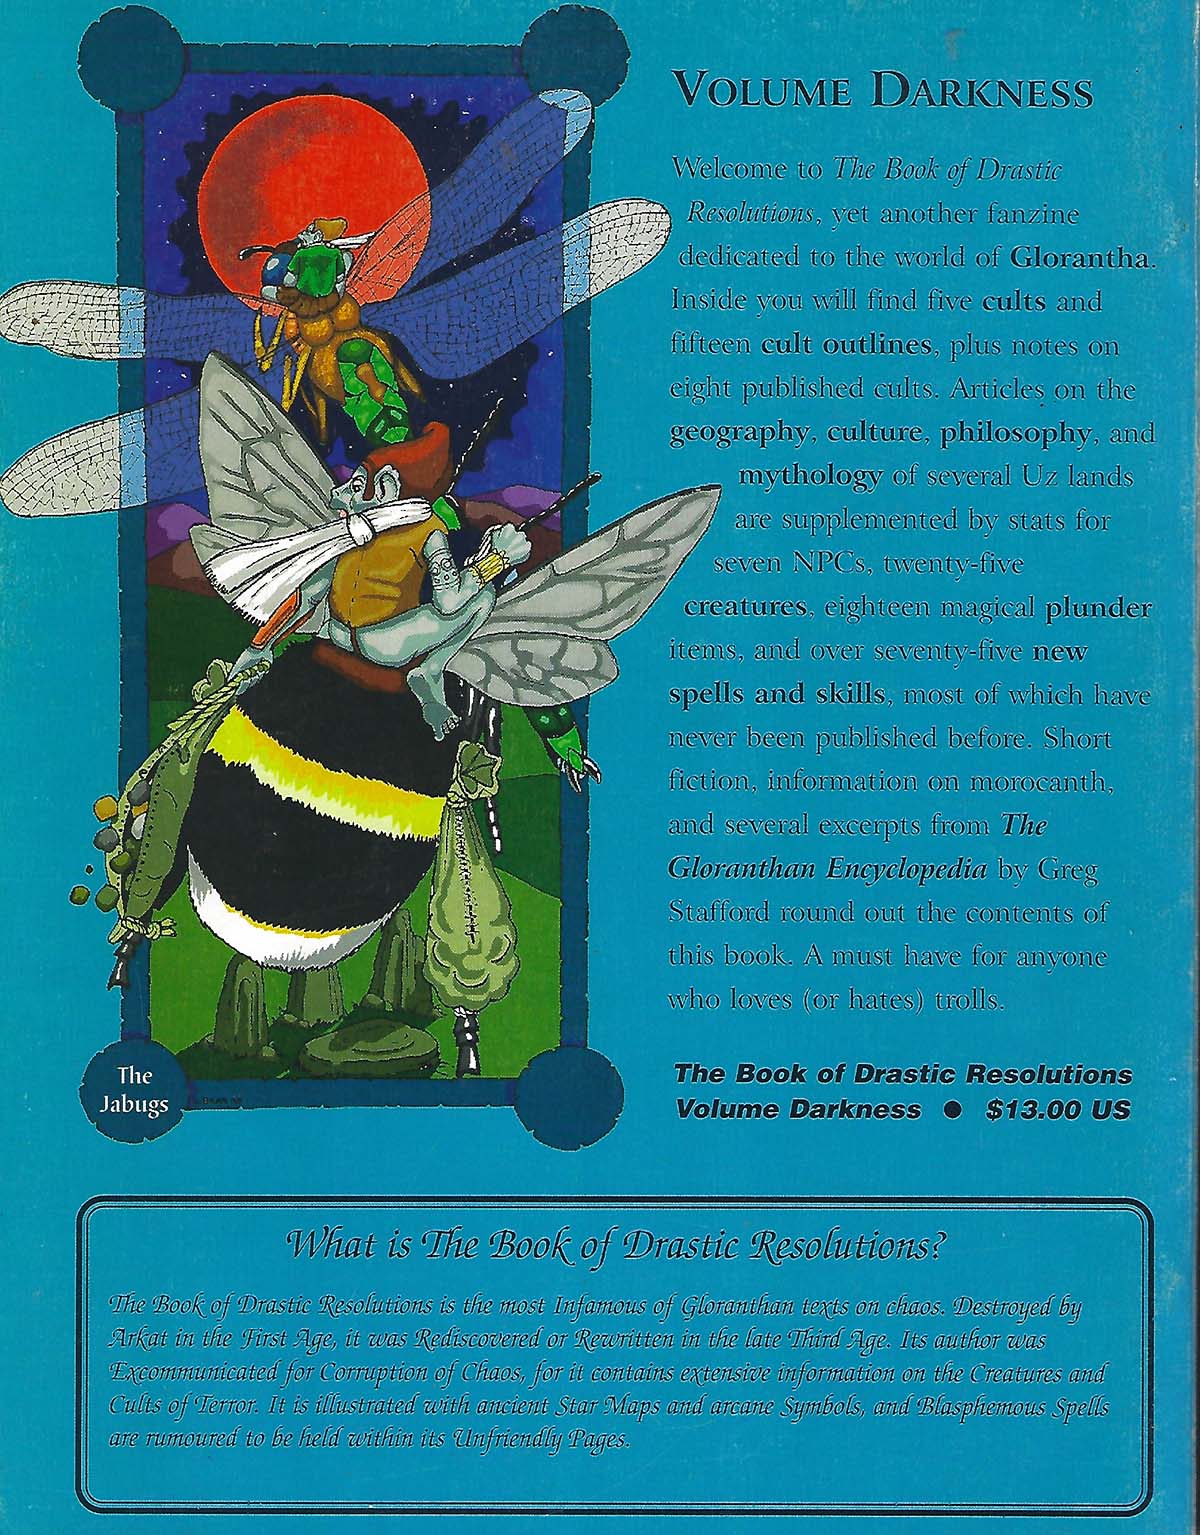 VOLUME DARKNESS
Welcome to The Book of Drastic
Resolutions, yet another fanzine
dedicated to the world of Glorantha.
Inside you will find five cults and
fifteen cult outlines, plus notes on
eight published cults. Articles on the
geography, culture, philosophy, and
mythology of several Uz lands
are supplemented by stats for
seven NPCs, twenty-five
creatures, eighteen magical plunder
items, and over seventy-five new
spells and skills, most of which have
never been published before. Short
fiction, information on morocanth,
and several excerpts from The
Gloranthan Encyclopedia by Greg
Stafford round out the contents of
this book. A must have for anyone
who loves (or hates) trolls.
The Book of Drastic Resolutions
Volume Darkness ● $13.00 US
The
Jabugs
What is The Book of Drastic Resolutions?
The Book of Drastic Resolutions is the most Infamous of Gloranthan texts on chaos. Destroyed by
Arkat in the First Age, it was Rediscovered or Rewritten in the late Third Age. Its author was
Excommunicated for Corruption of Chaos, for it contains extensive information on the Creatures and
Cults of Terror. It is illustrated with ancient Star Maps and arcane Symbols, and Blasphemous Spells
are rumoured to be held within its Unfriendly Pages.